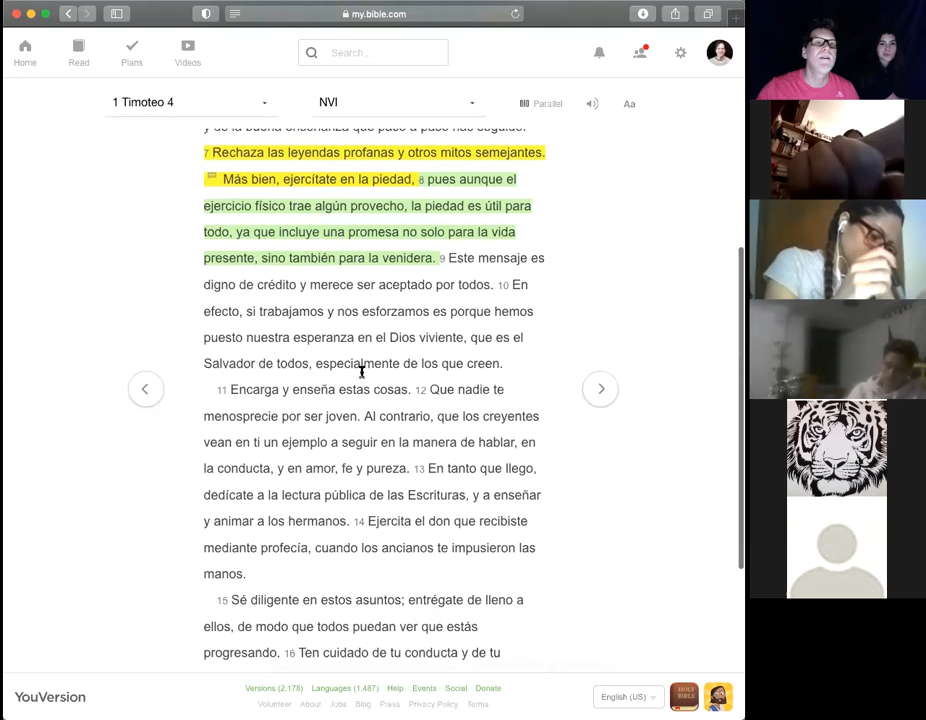 my.bible.com
Home
Read
Plans
Videos
Search...
1 Timoteo 4
NVI
Parallel
Aa
y de la buena enseñanza que paso a paso has seguido.
7 Rechaza las leyendas profanas y otros mitos semejantes.
Más bien, ejercítate en la piedad, 8 pues aunque el
ejercicio físico trae algún provecho, la piedad es útil para
todo, ya que incluye una promesa no solo para la vida
presente, sino también para la venidera. 9 Este mensaje es
digno de crédito y merece ser aceptado por todos. 10 En
efecto, si trabajamos y nos esforzamos es porque hemos
puesto nuestra esperanza en el Dios viviente, que es el
Salvador de todos, especialmente de los que creen.
11 Encarga y enseña estas cosas. 12 Que nadie te
menosprecie por ser joven. Al contrario, que los creyentes
vean en ti un ejemplo a seguir en la manera de hablar, en
la conducta, y en amor, fe y pureza. 13 En tanto que llego,
dedícate a la lectura pública de las Escrituras, y a enseñar
y animar a los hermanos. 14 Ejercita el don que recibiste
mediante profecía, cuando los ancianos te impusieron las
manos.
15 Sé diligente en estos asuntos; entrégate de lleno a
ellos, de modo que todos puedan ver que estás
progresando. 16 Ten cuidado de tu conducta y de tu
YouVersion
Versions (2,178) Languages (1,487) Help Events Social Donate
Volunteer About Jobs Blog Press Privacy Policy Terms
English (US)
HOLY BIBLE